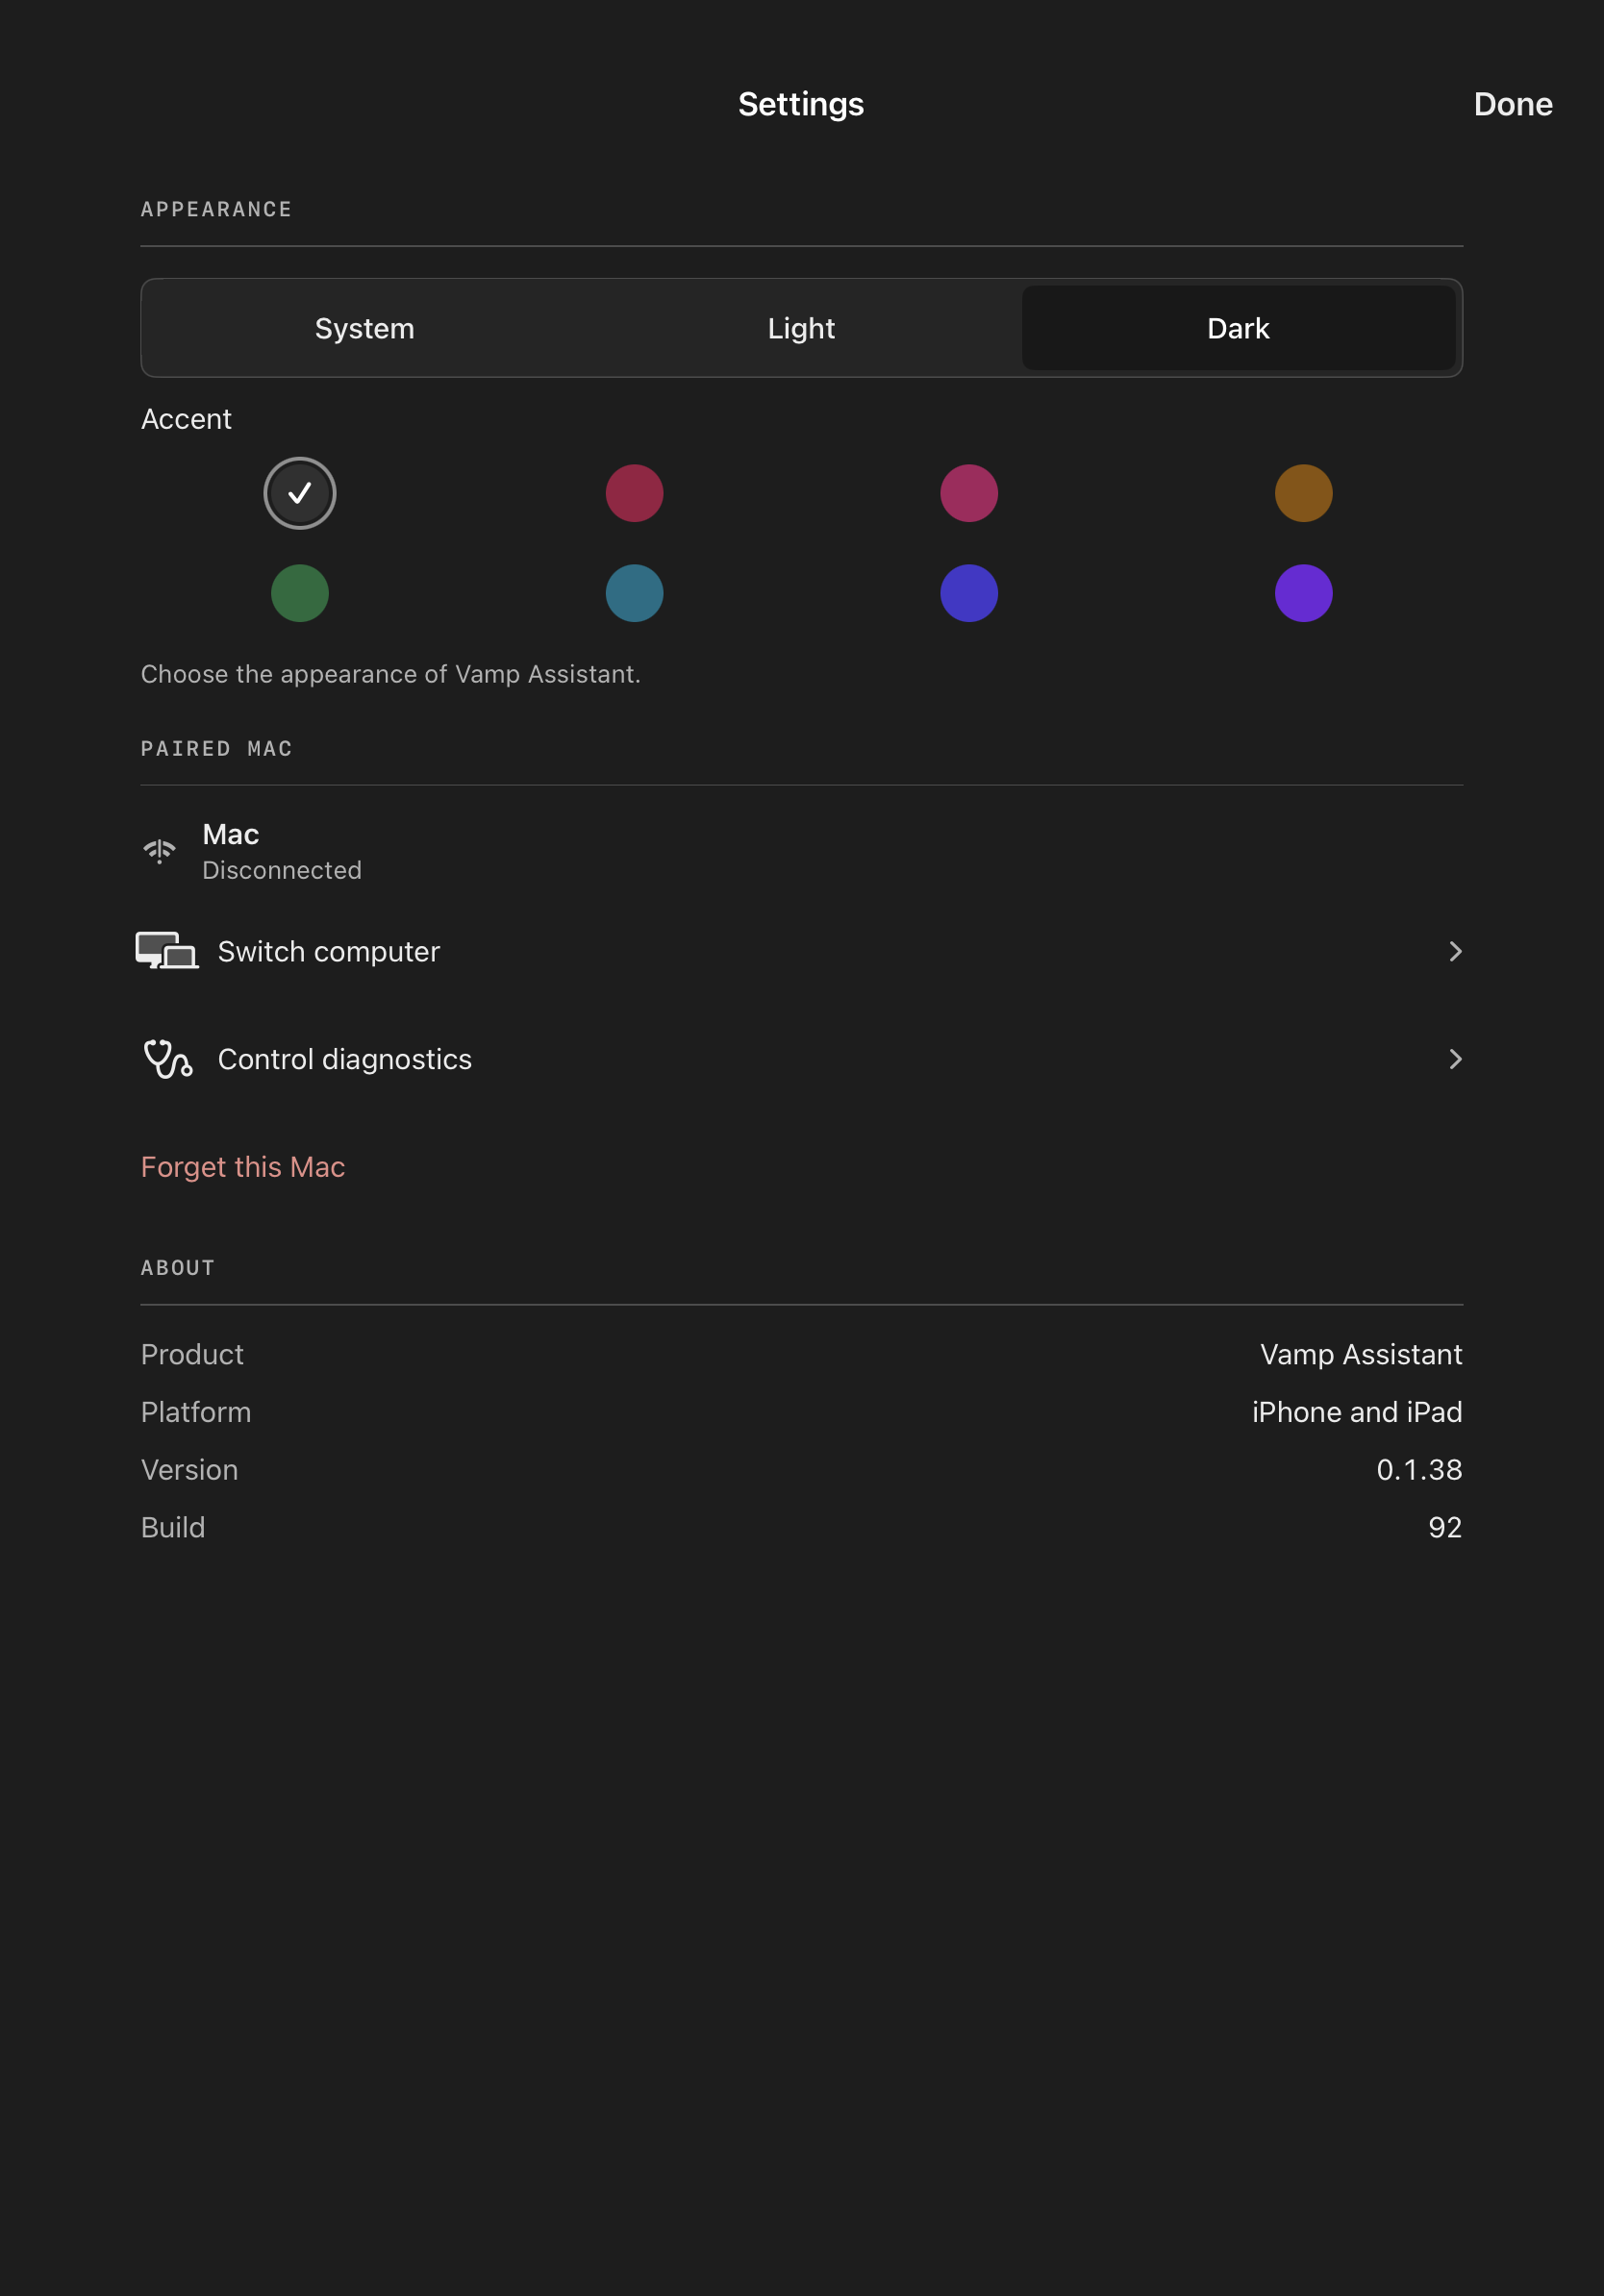 Settings
Done
APPEARANCE
System Light Dark
Accent
Choose the appearance of Vamp Assistant.
PAIRED MAC
Mac
Disconnected
Switch computer
Control diagnostics
Forget this Mac
ABOUT
Product Vamp Assistant
Platform iPhone and iPad
Version 0.1.38
Build 92